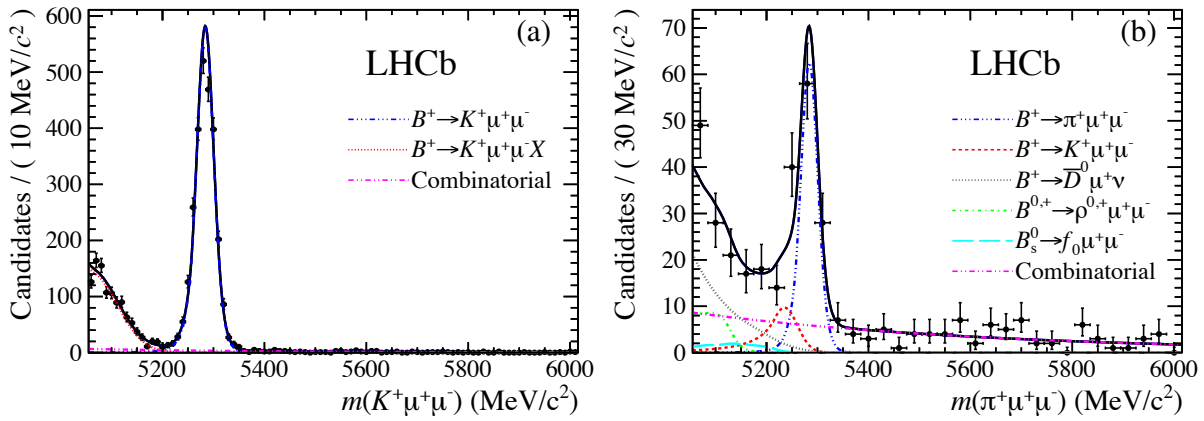 (a)
LHCb
B⁺→K⁺μ⁺μ⁻
B⁺→K⁺μ⁺μ⁻X
Combinatorial
Candidates / ( 10 MeV/c²)
600
500
400
300
200
100
0
5200 5400 5600 5800 6000
m(K⁺μ⁺μ⁻) (MeV/c²)
(b)
LHCb
B⁺→π⁺μ⁺μ⁻
B⁺→K⁺μ⁺μ⁻
B⁺→D̅⁰μ⁺ν
B⁰,⁺→ρ⁰,⁺μ⁺μ⁻
B⁰ₛ→f₀μ⁺μ⁻
Combinatorial
Candidates / ( 30 MeV/c²)
70
60
50
40
30
20
10
0
5200 5400 5600 5800 6000
m(π⁺μ⁺μ⁻) (MeV/c²)